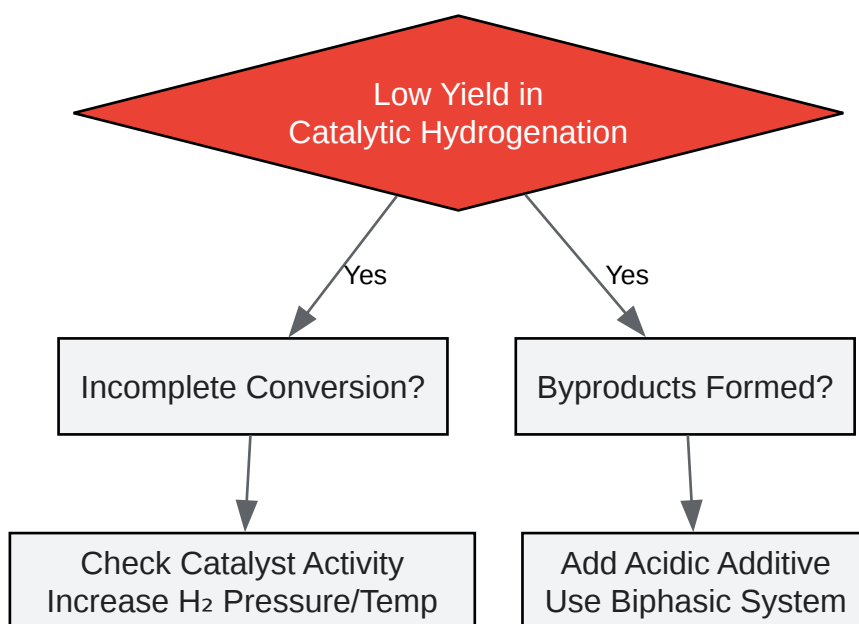 Low Yield in
Catalytic Hydrogenation
Yes
Yes
Incomplete Conversion?
Byproducts Formed?
Check Catalyst Activity
Increase H₂ Pressure/Temp
Add Acidic Additive
Use Biphasic System